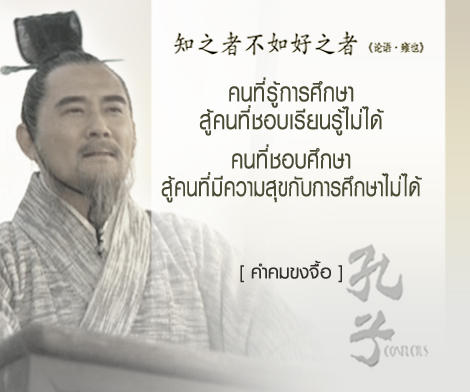 知之者不如好之者《论语·雍也》
คนที่รู้การศึกษา
สู้คนที่ชอบเรียนรู้ไม่ได้
คนที่ชอบศึกษา
สู้คนที่มีความสุขกับการศึกษาไม่ได้
[ คำคมขงจื้อ ]
孔子